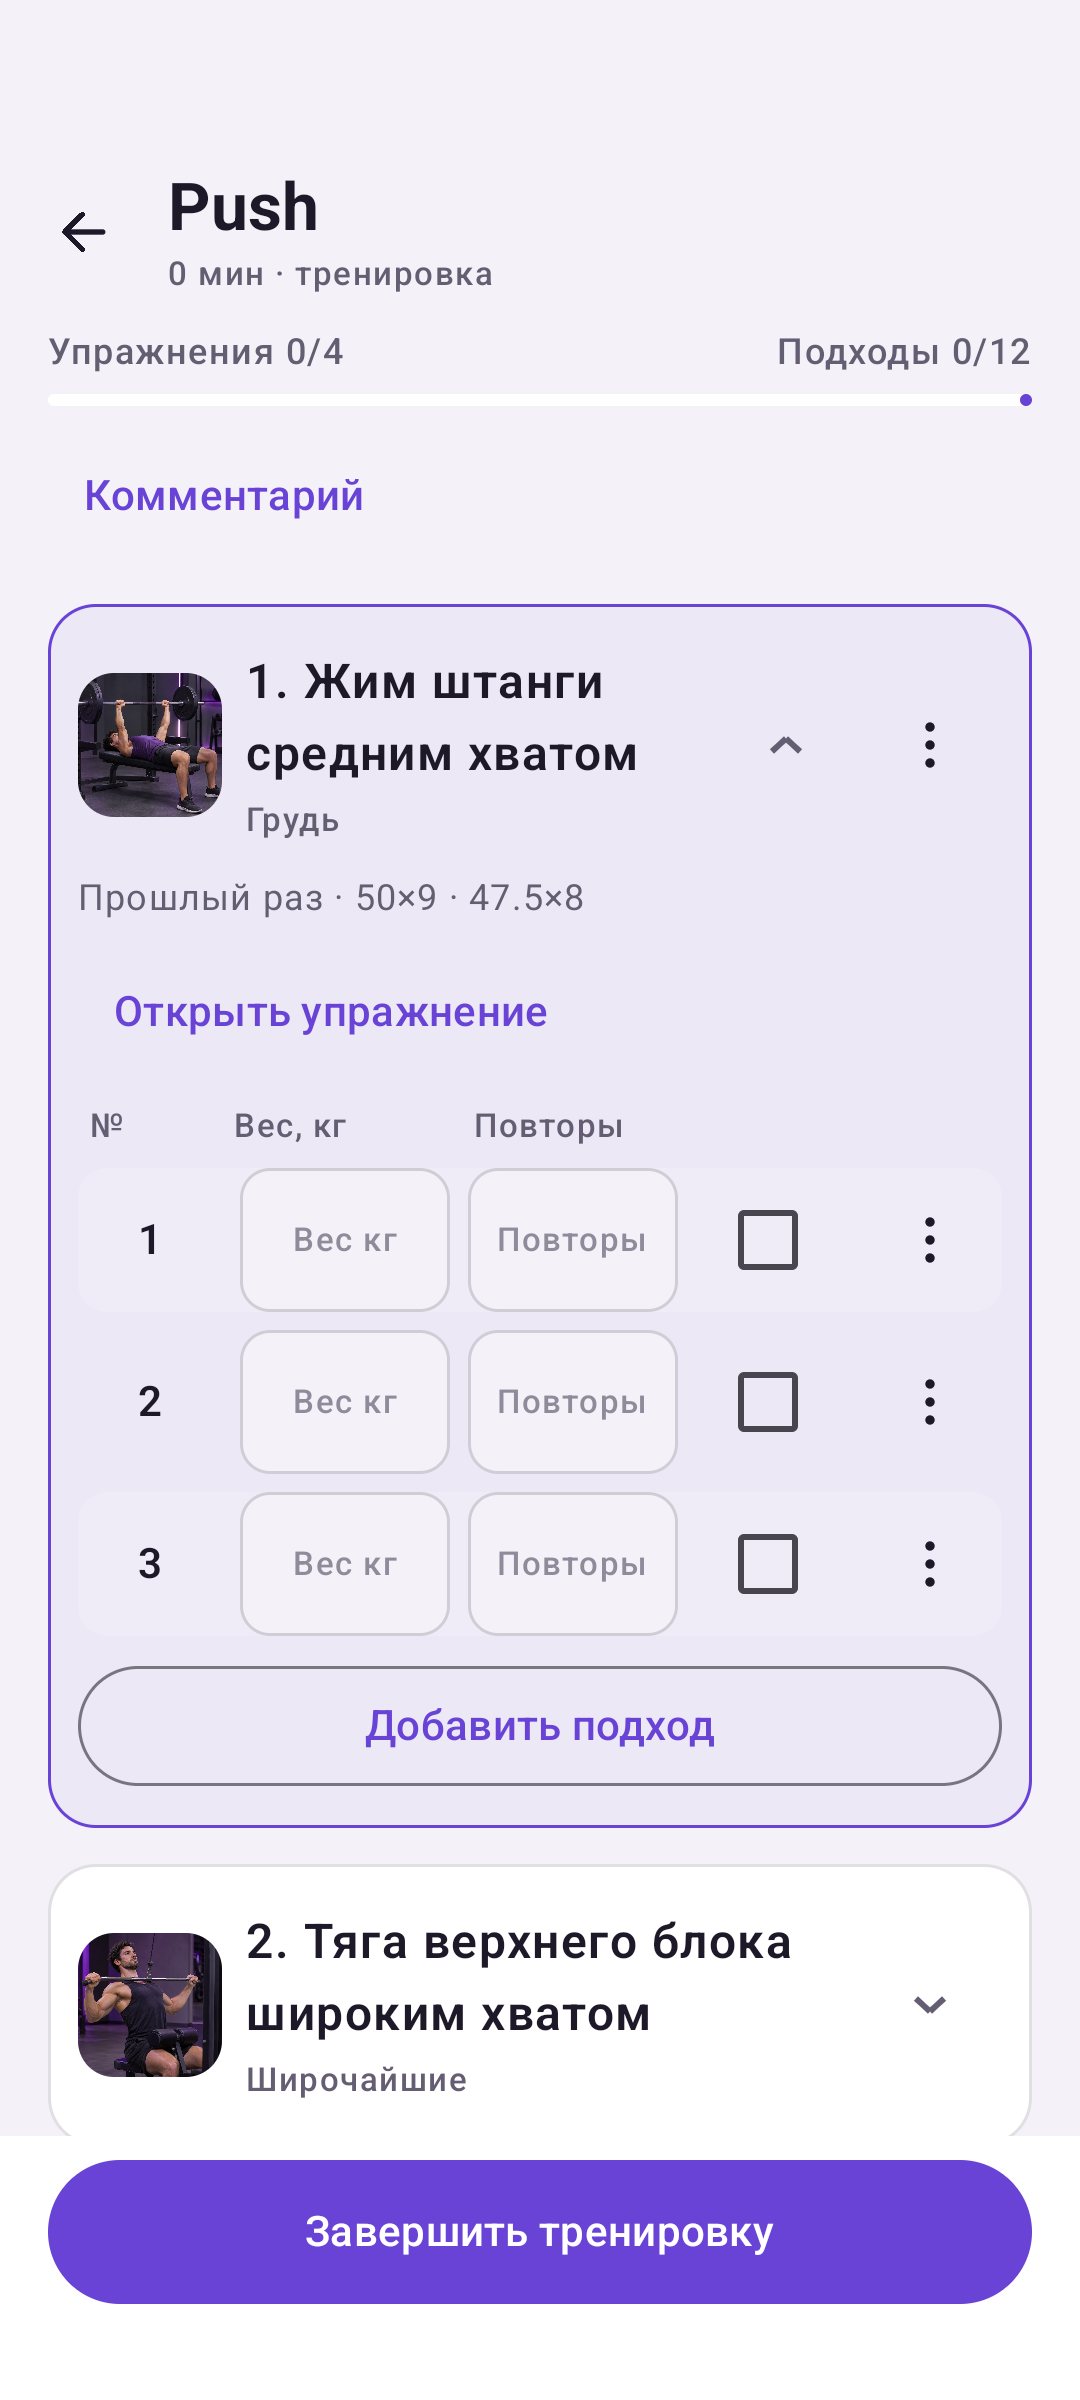 Push
0 мин · тренировка
Упражнения 0/4
Подходы 0/12
Комментарий
1. Жим штанги
средним хватом
Грудь
Прошлый раз · 50×9 · 47.5×8
Открыть упражнение
№ Вес, кг Повторы
1 Вес кг Повторы
2 Вес кг Повторы
3 Вес кг Повторы
Добавить подход
2. Тяга верхнего блока
широким хватом
Широчайшие
Завершить тренировку